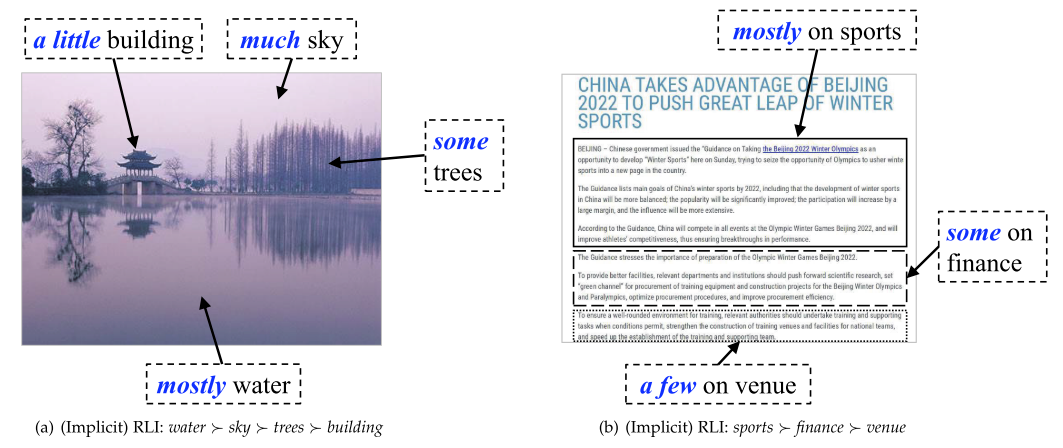 a little building
much sky
some
trees
mostly water
(a) (Implicit) RLI: water ≻ sky ≻ trees ≻ building
mostly on sports
CHINA TAKES ADVANTAGE OF BEIJING
2022 TO PUSH GREAT LEAP OF WINTER
SPORTS
BEIJING – Chinese government issued the "Guidance on Taking the Beijing 2022 Winter Olympics as an
opportunity to develop "Winter Sports" here on Sunday, trying to seize the opportunity of Olympics to usher winte
sports into a new page in the country.
The Guidance lists main goals of China's winter sports by 2022, including that the development of winter sports
in China will be more balanced; the popularity will be significantly improved; the participation will increase by a
large margin, and the influence will be more extensive.
According to the Guidance, China will compete in all events at the Olympic Winter Games Beijing 2022, and will
improve athletes' competitiveness, thus ensuring breakthroughs in performance.
The Guidance stresses the importance of preparation of the Olympic Winter Games Beijing 2022.
To provide better facilities, relevant departments and institutions should push forward scientific research, set
"green channel" for procurement of training equipment and construction projects for the Beijing Winter Olympics
and Paralympics, optimize procurement procedures, and improve procurement efficiency.
To ensure a well-rounded environment for training, relevant authorities should undertake training and supporting
tasks when conditions permit, strengthen the construction of training venues and facilities for national teams,
and speed up the establishment of the training and supporting team.
some on
finance
a few on venue
(b) (Implicit) RLI: sports ≻ finance ≻ venue